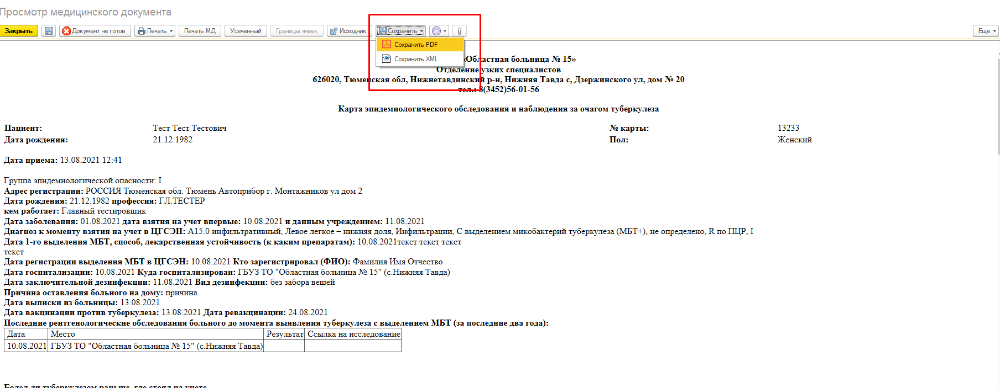 Просмотр медицинского документа
Закрыть Документ не готов Печать Печать МД Усеченный Границы ячеек Исходник Сохранить Еще
Сохранить PDF
Сохранить XML
«Областная больница № 15»
Отделение узких специалистов
626020, Тюменская обл, Нижнетавдинский р-н, Нижняя Тавда с, Дзержинского ул, дом № 20
тел.: 8(3452)56-01-56
Карта эпидемиологического обследования и наблюдения за очагом туберкулеза
Пациент: Тест Тест Тестович № карты: 13233
Дата рождения: 21.12.1982 Пол: Женский
Дата приема: 13.08.2021 12:41
Группа эпидемиологической опасности: I
Адрес регистрации: РОССИЯ Тюменская обл. Тюмень Автоприбор г. Монтажников ул дом 2
Дата рождения: 21.12.1982 профессия: ГЛ.ТЕСТЕР
кем работает: Главный тестировщик
Дата заболевания: 01.08.2021 дата взятия на учет впервые: 10.08.2021 и данным учреждением: 11.08.2021
Диагноз к моменту взятия на учет в ЦГСЭН: A15.0 инфильтративный, Левое легкое – нижняя доля, Инфильтрации, С выделением микобактерий туберкулеза (МБТ+), не определено, R по ПЦР, I
Дата 1-го выделения МБТ, способ, лекарственная устойчивость (к каким препаратам): 10.08.2021текст текст текст
текст
Дата регистрации выделения МБТ в ЦГСЭН: 10.08.2021 Кто зарегистрировал (ФИО): Фамилия Имя Отчество
Дата госпитализации: 10.08.2021 Куда госпитализирован: ГБУЗ ТО "Областная больница № 15" (с.Нижняя Тавда)
Дата заключительной дезинфекции: 11.08.2021 Вид дезинфекции: без забора вещей
Причина оставления больного на дому: причина
Дата выписки из больницы: 13.08.2021
Дата вакцинации против туберкулеза: 13.08.2021 Дата ревакцинации: 24.08.2021
Последние рентгенологические обследования больного до момента выявления туберкулеза с выделением МБТ (за последние два года):
Дата Место Результат Ссылка на исследование
10.08.2021 ГБУЗ ТО "Областная больница № 15" (с.Нижняя Тавда)
Болел ли туберкулезом раньше, где стоял на учете